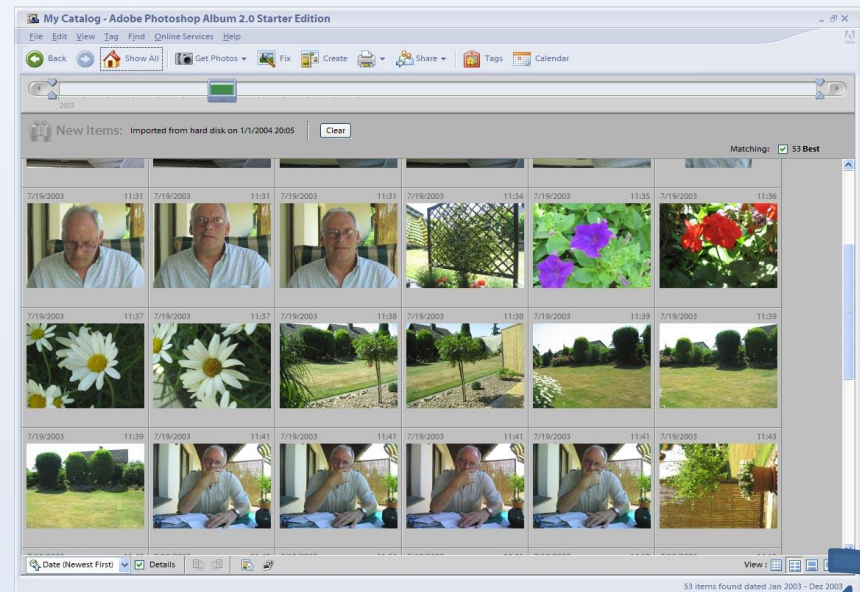 My Catalog - Adobe Photoshop Album 2.0 Starter Edition
File Edit View Tag Find Online Services Help
Back Show All Get Photos Fix Create Share Tags Calendar
2003
New Items: Imported from hard disk on 1/1/2004 20:05 Clear
Matching: 53 Best
7/19/2003 11:31 7/19/2003 11:31 7/19/2003 11:31 7/19/2003 11:34 7/19/2003 11:35 7/19/2003 11:36
7/19/2003 11:37 7/19/2003 11:37 7/19/2003 11:38 7/19/2003 11:38 7/19/2003 11:39 7/19/2003 11:39
7/19/2003 11:39 7/19/2003 11:41 7/19/2003 11:41 7/19/2003 11:41 7/19/2003 11:41 7/19/2003 11:43
Date (Newest First) Details View :
53 items found dated Jan 2003 - Dez 2003